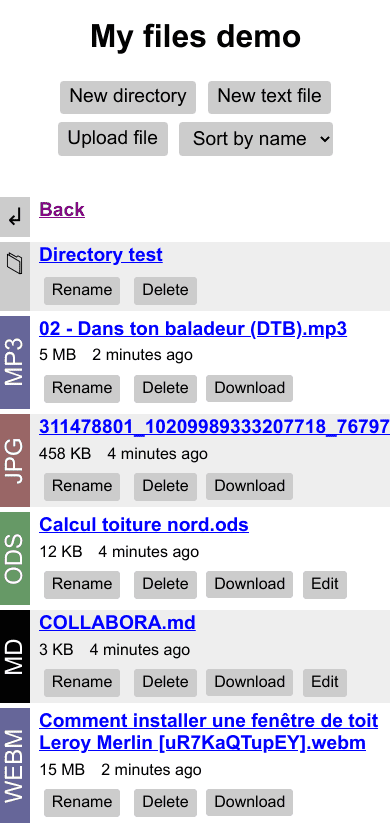 My files demo
New directory New text file
Upload file Sort by name
Back
Directory test
Rename Delete
MP3
02 - Dans ton baladeur (DTB).mp3
5 MB 2 minutes ago
Rename Delete Download
JPG
311478801_10209989333207718_76797
458 KB 4 minutes ago
Rename Delete Download
ODS
Calcul toiture nord.ods
12 KB 4 minutes ago
Rename Delete Download Edit
MD
COLLABORA.md
3 KB 4 minutes ago
Rename Delete Download Edit
WEBM
Comment installer une fenêtre de toit
Leroy Merlin [uR7KaQTupEY].webm
15 MB 2 minutes ago
Rename Delete Download